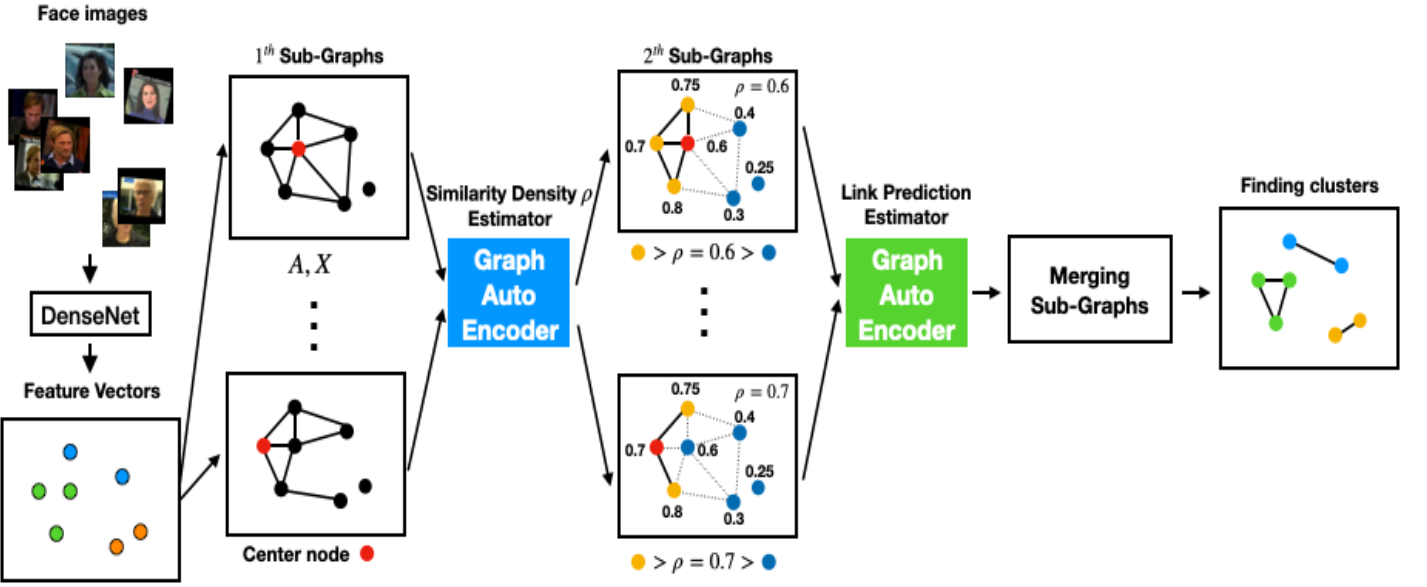 Face images
DenseNet
Feature Vectors
1th Sub-Graphs
A, X
Center node
Similarity Density ρ
Estimator
Graph
Auto
Encoder
2th Sub-Graphs
0.75
ρ = 0.6
0.4
0.7
0.6
0.25
0.8
0.3
> ρ = 0.6 >
0.75
ρ = 0.7
0.4
0.7
0.6
0.25
0.8
0.3
> ρ = 0.7 >
Link Prediction
Estimator
Graph
Auto
Encoder
Merging
Sub-Graphs
Finding clusters